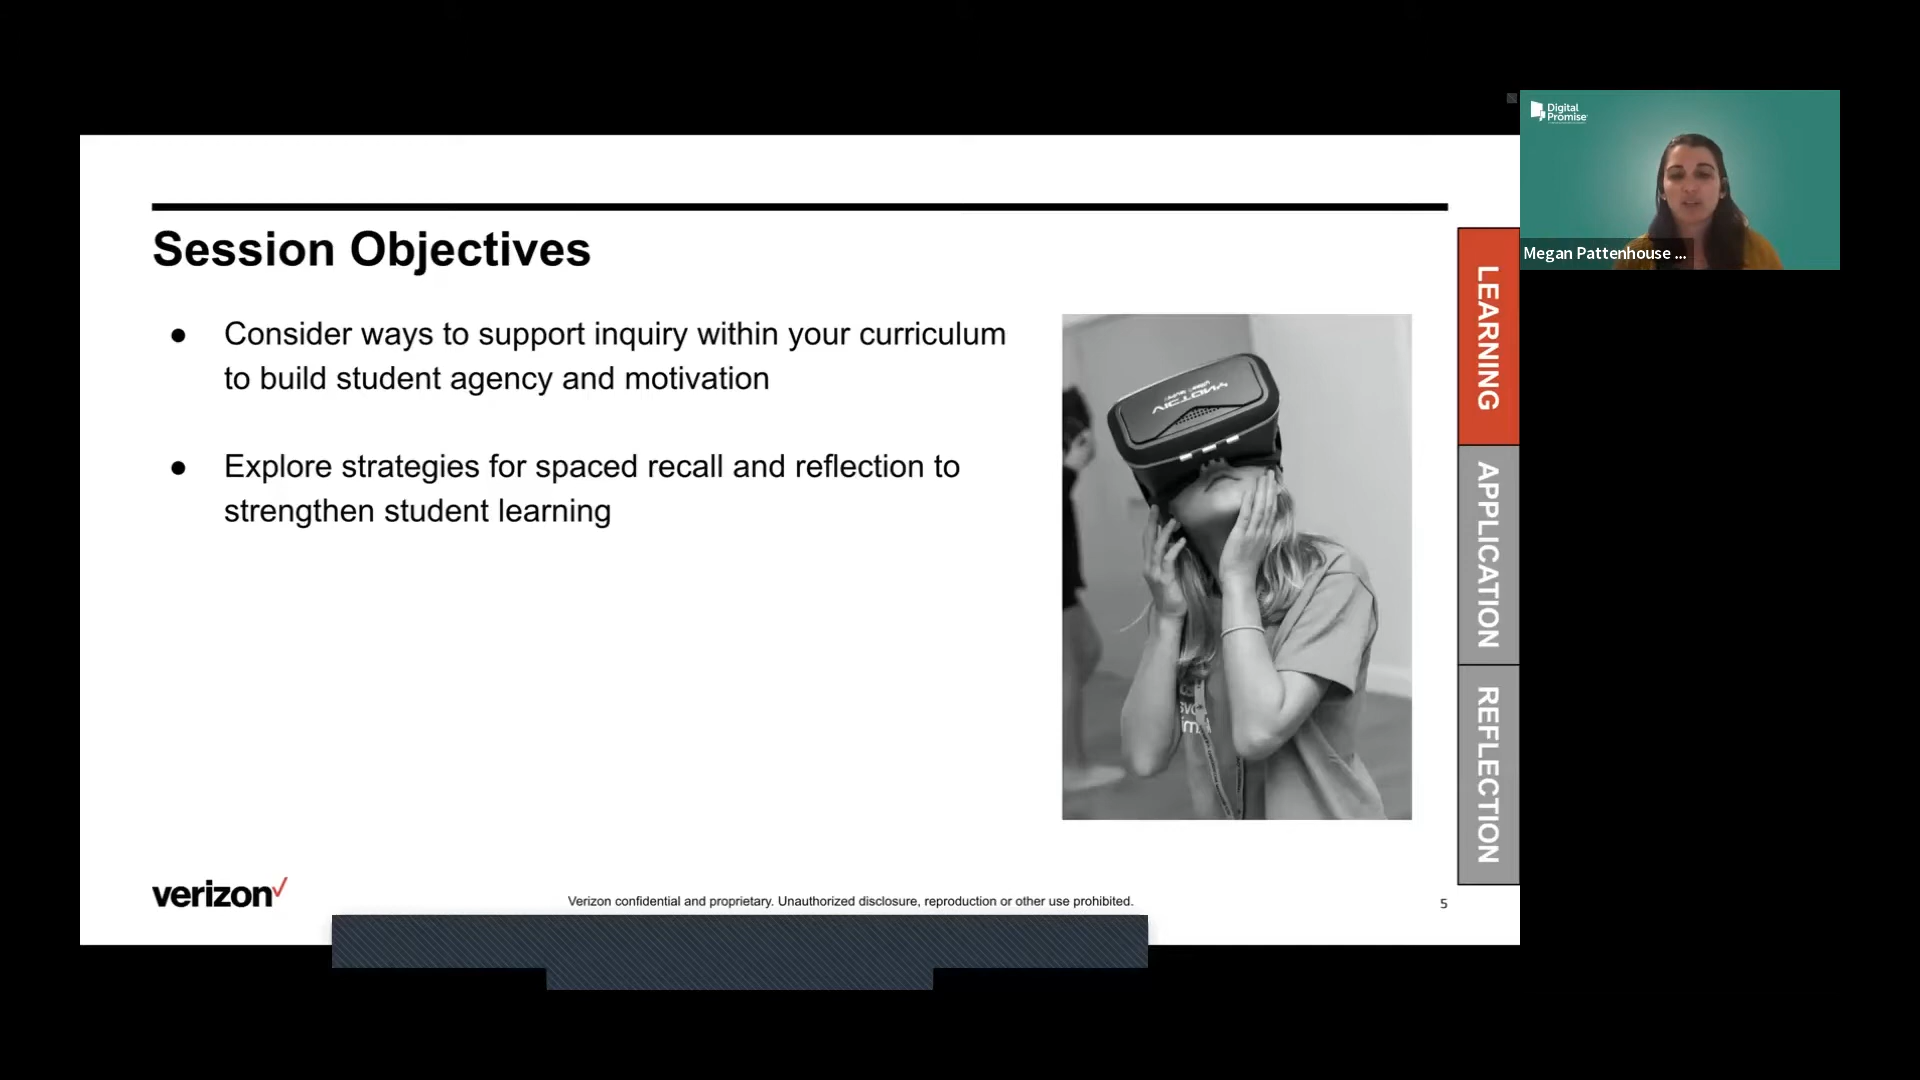 Digital
Promise
Megan Pattenhouse ...
Session Objectives
● Consider ways to support inquiry within your curriculum
to build student agency and motivation
● Explore strategies for spaced recall and reflection to
strengthen student learning
VICTONY
LEARNING
APPLICATION
REFLECTION
verizon
Verizon confidential and proprietary. Unauthorized disclosure, reproduction or other use prohibited.
5